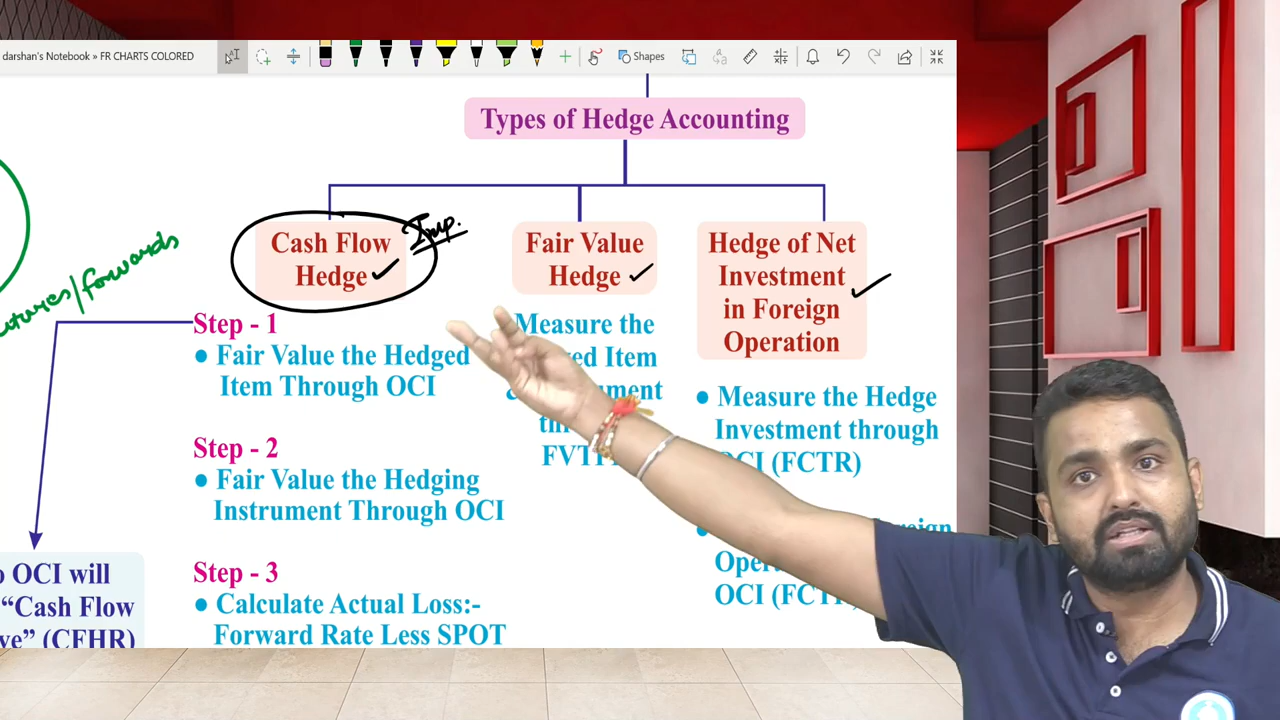 darshan's Notebook » FR CHARTS COLORED
Shapes
Types of Hedge Accounting
Cash Flow
Hedge
Imp.
Fair Value
Hedge
Hedge of Net
Investment
in Foreign
Operation
forwards
Step - 1
• Fair Value the Hedged
Item Through OCI
Step - 2
• Fair Value the Hedging
Instrument Through OCI
Step - 3
• Calculate Actual Loss:-
Forward Rate Less SPOT
Measure the
Item
• Measure the Hedge
Investment through
OCI (FCTR)
OCI
OCI will
"Cash Flow
(CFHR)